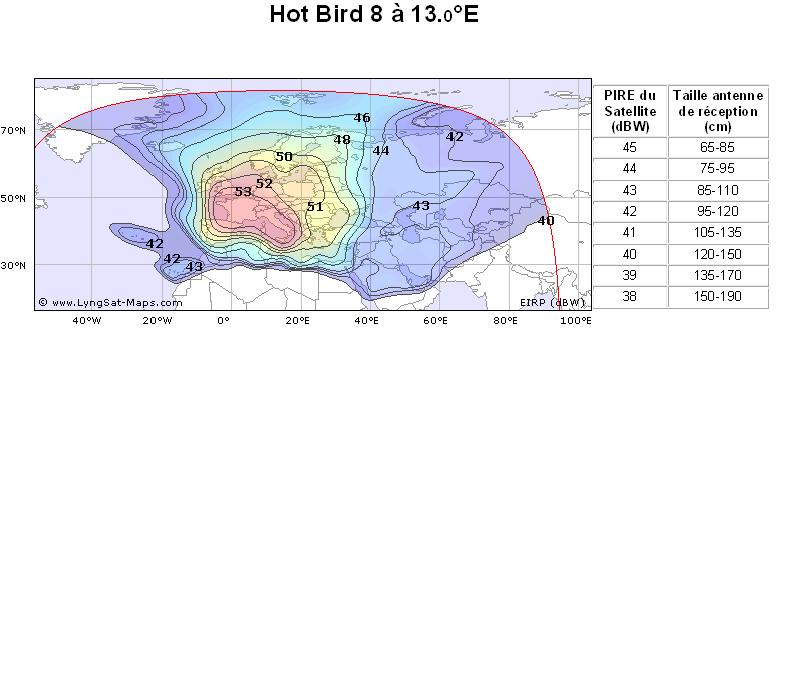 Hot Bird 8 à 13.0°E
46
48
44
42
50
52
53
51
43
40
42
42
43
70°N
50°N
30°N
© www.LyngSat-Maps.com
EIRP (dBW)
40°W 20°W 0° 20°E 40°E 60°E 80°E 100°E
PIRE du Satellite (dBW) Taille antenne de réception (cm)
45 65-85
44 75-95
43 85-110
42 95-120
41 105-135
40 120-150
39 135-170
38 150-190